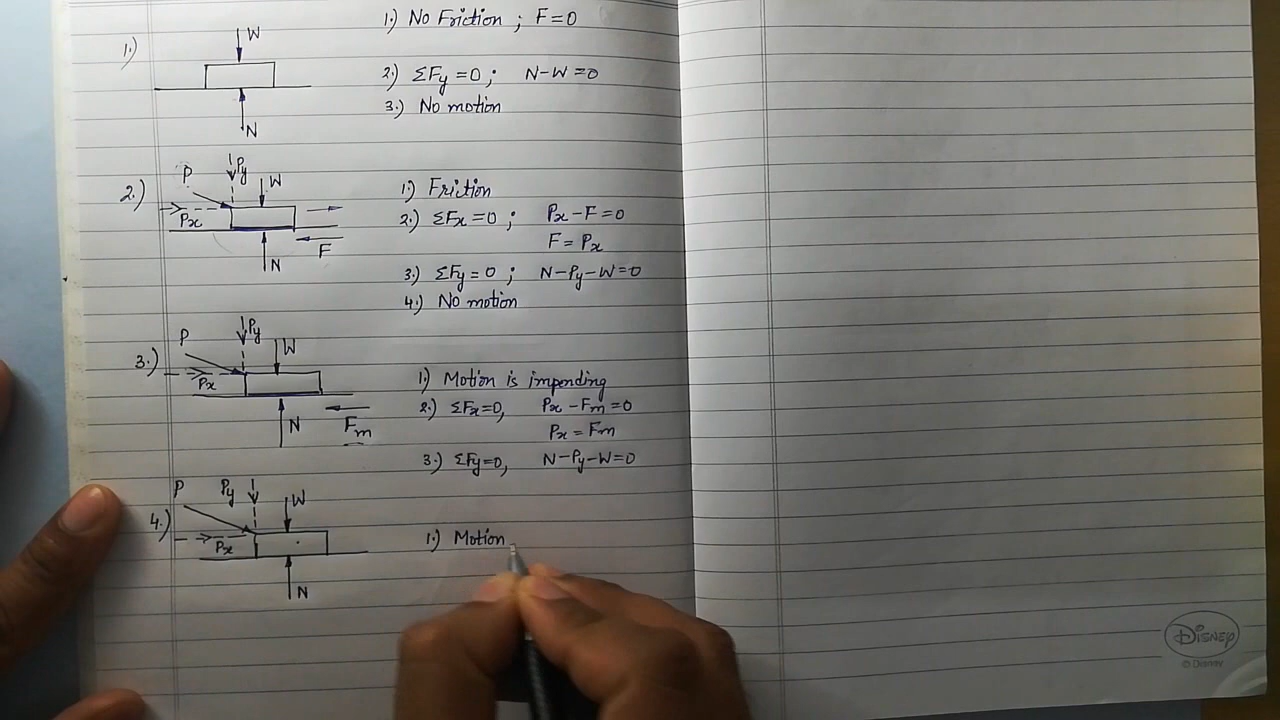 1.)
W
N
1.) No Friction ; F=0
2.) ΣFy =0 ; N-W=0
3.) No motion
2.)
P
Py
W
Px
N
F
1.) Friction
2.) ΣFx=0 ; Px-F=0
F=Px
3.) ΣFy=0 ; N-Py-W=0
4.) No motion
3.)
P
Py
W
Px
N
Fm
1.) Motion is impending
2.) ΣFx=0, Px-Fm=0
Px=Fm
3.) ΣFy=0, N-Py-W=0
4.)
P
Py
W
Px
N
1.) Motion
Disney
© Disney